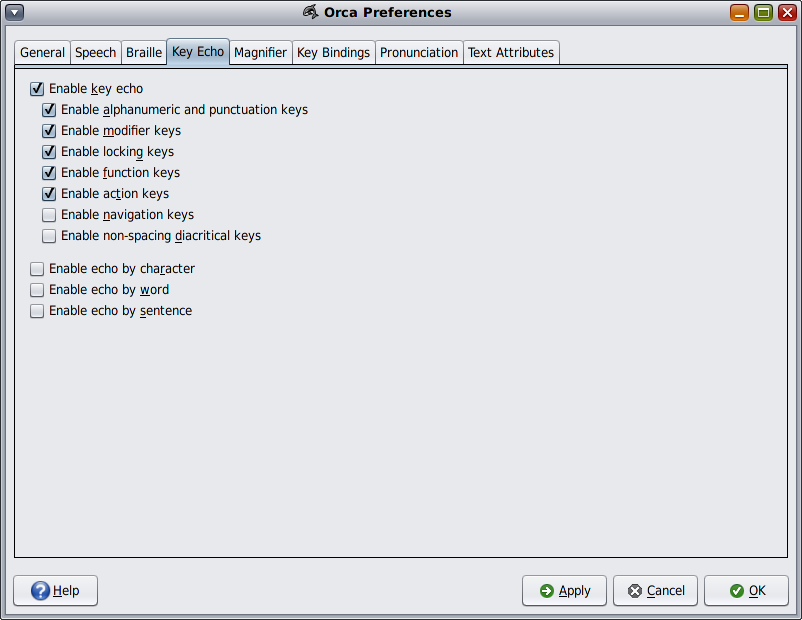 Orca Preferences
General Speech Braille Key Echo Magnifier Key Bindings Pronunciation Text Attributes
Enable key echo
Enable alphanumeric and punctuation keys
Enable modifier keys
Enable locking keys
Enable function keys
Enable action keys
Enable navigation keys
Enable non-spacing diacritical keys
Enable echo by character
Enable echo by word
Enable echo by sentence
? Help Apply Cancel OK